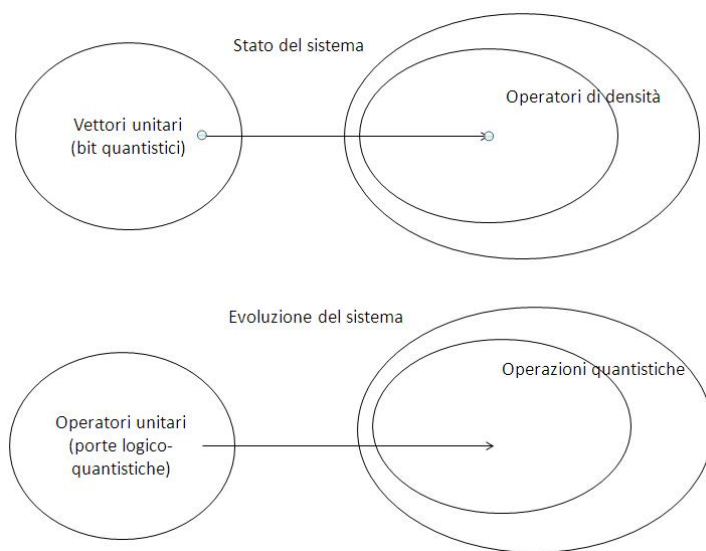 Stato del sistema
Operatori di densità
Vettori unitari
(bit quantistici)
Evoluzione del sistema
Operazioni quantistiche
Operatori unitari
(porte logico-
quantistiche)